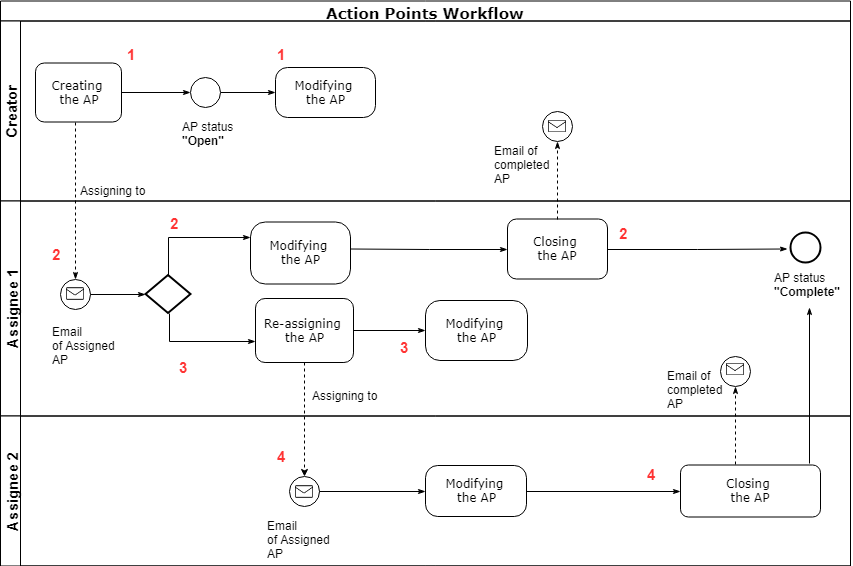 Action Points Workflow
Creator
1
1
Creating
the AP
Modifying
the AP
AP status
"Open"
Email of
completed
AP
Assigning to
Assignee 1
2
2
2
Modifying
the AP
Closing
the AP
AP status
"Complete"
Email
of Assigned
AP
Re-assigning
the AP
Modifying
the AP
3
3
Assigning to
Email of
completed
AP
Assignee 2
4
4
Modifying
the AP
Closing
the AP
Email
of Assigned
AP